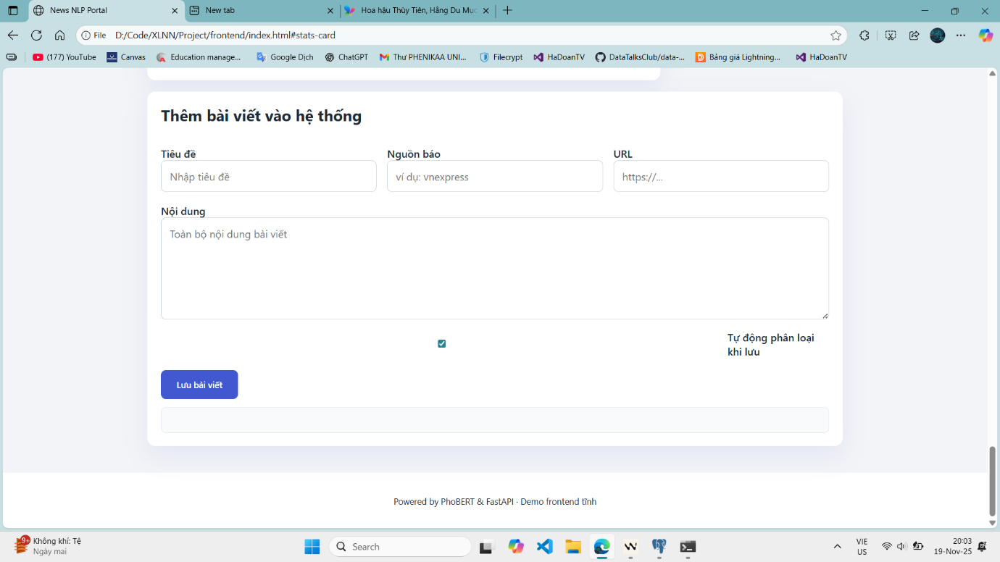 News NLP Portal
New tab
Hoa hậu Thùy Tiên, Hằng Du Mục
File
D:/Code/XLNN/Project/frontend/index.html#stats-card
(177) YouTube
Canvas
Education manage...
Google Dịch
ChatGPT
Thư PHENIKAA UNI...
Filecrypt
HaDoanTV
DataTalksClub/data-...
Bảng giá Lightning...
HaDoanTV
Thêm bài viết vào hệ thống
Tiêu đề
Nguồn báo
URL
Nhập tiêu đề
ví dụ: vnexpress
https://...
Nội dung
Toàn bộ nội dung bài viết
Tự động phân loại
khi lưu
Lưu bài viết
Powered by PhoBERT & FastAPI · Demo frontend tĩnh
9+
Không khí: Tệ
Ngày mai
Search
VIE
US
20:03
19-Nov-25